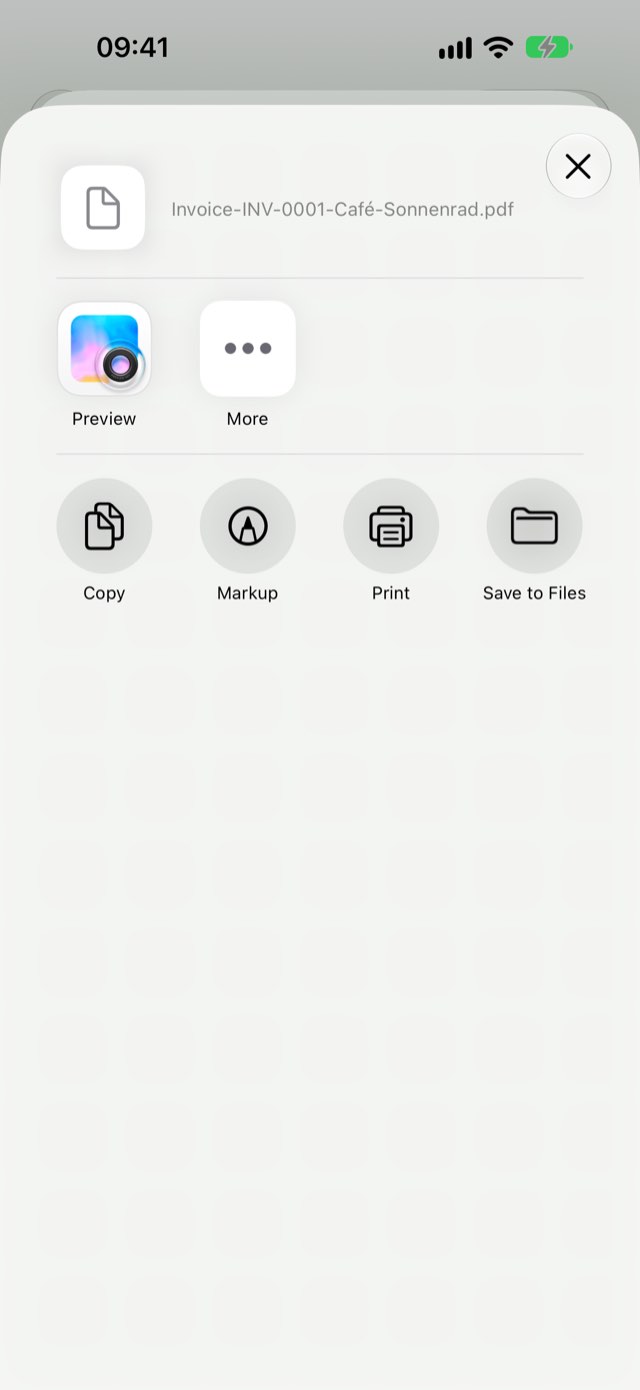 09:41
Invoice-INV-0001-Café-Sonnenrad.pdf
Preview
More
Copy
Markup
Print
Save to Files